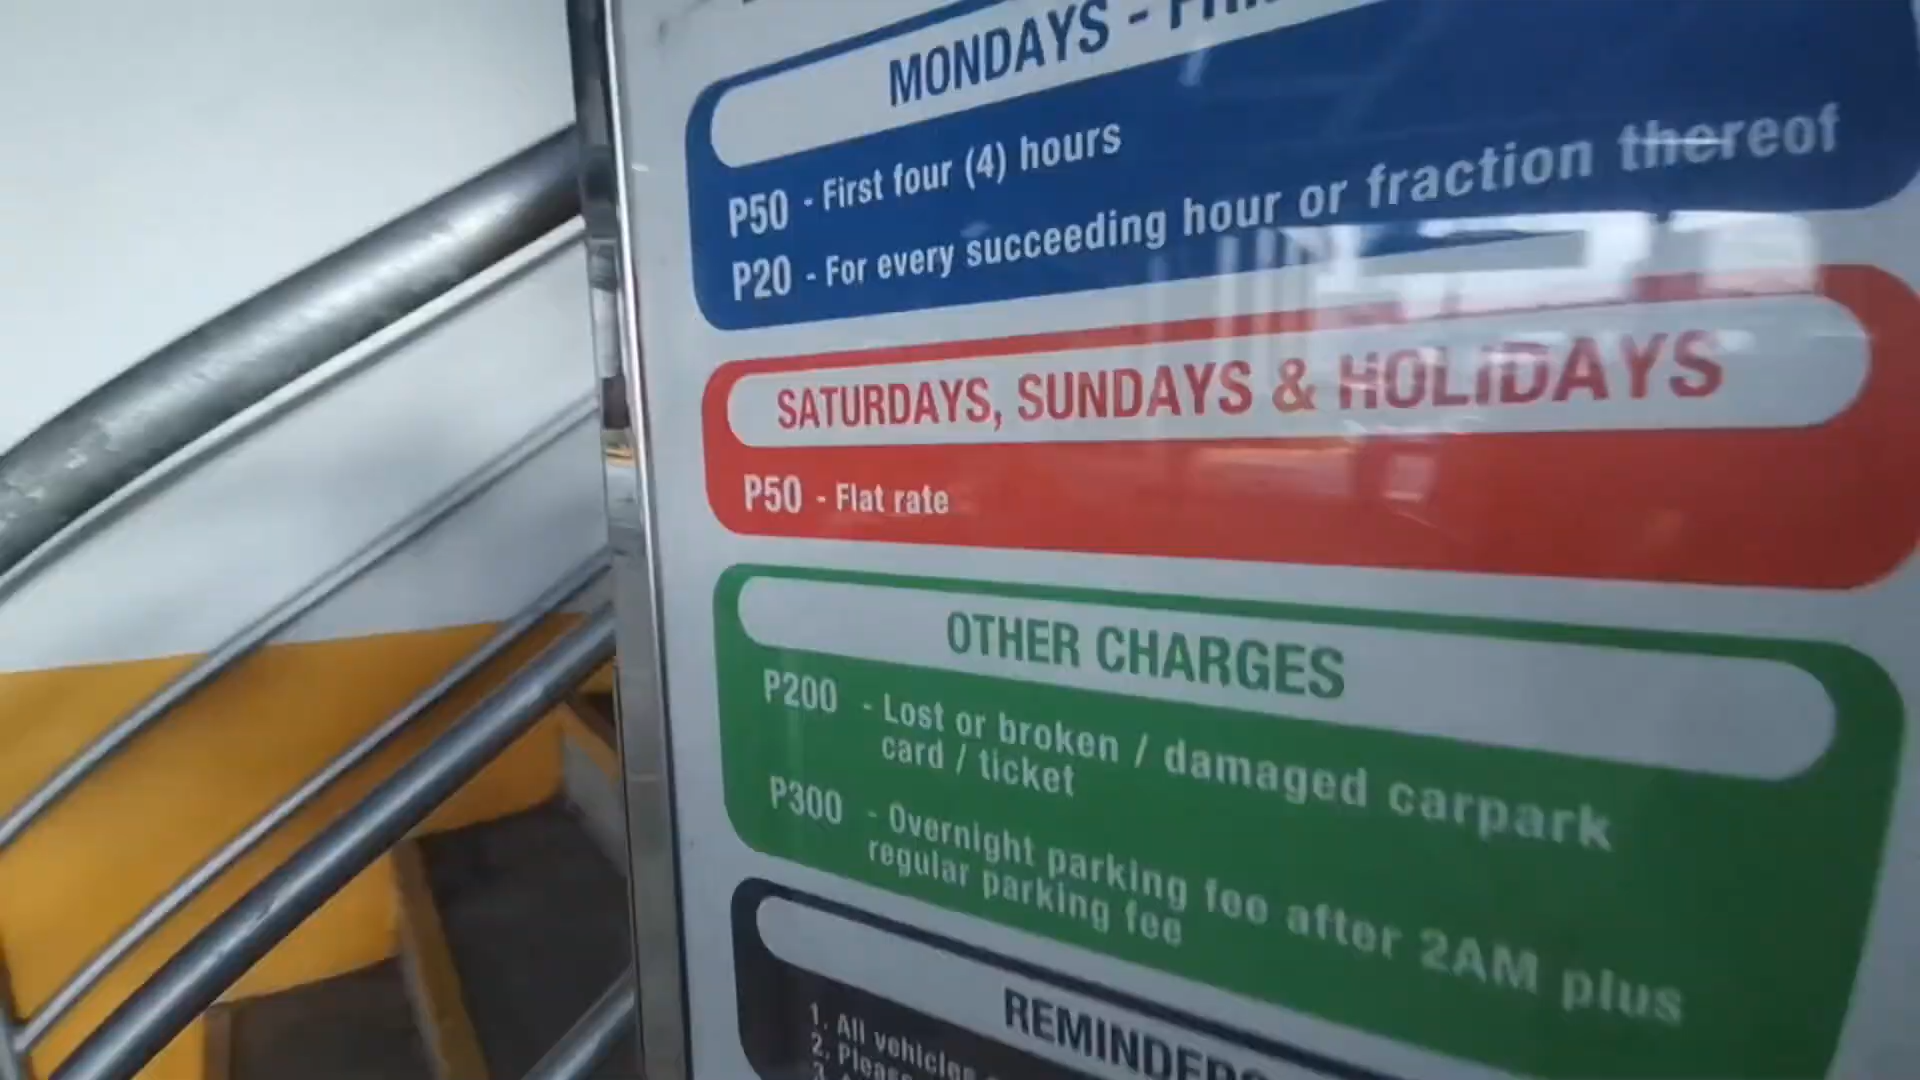 MONDAYS -
P50 - First four (4) hours
P20 - For every succeeding hour or fraction thereof
SATURDAYS, SUNDAYS & HOLIDAYS
P50 - Flat rate
OTHER CHARGES
P200 - Lost or broken / damaged carpark
card / ticket
P300 - Overnight parking fee after 2AM plus
regular parking fee
REMINDERS
1. All vehicles
2. Please
3.